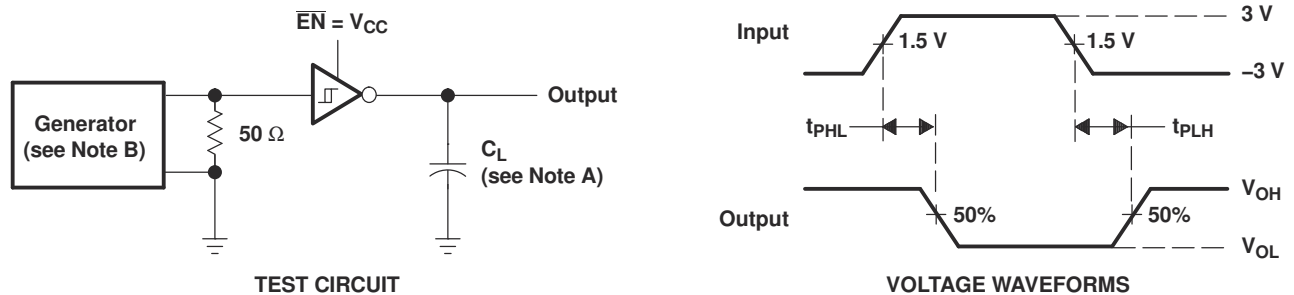 EN = VCC
Generator
(see Note B)
50 Ω
Output
CL
(see Note A)
TEST CIRCUIT
Input
1.5 V
1.5 V
3 V
−3 V
tPHL
tPLH
Output
50%
50%
VOH
VOL
VOLTAGE WAVEFORMS